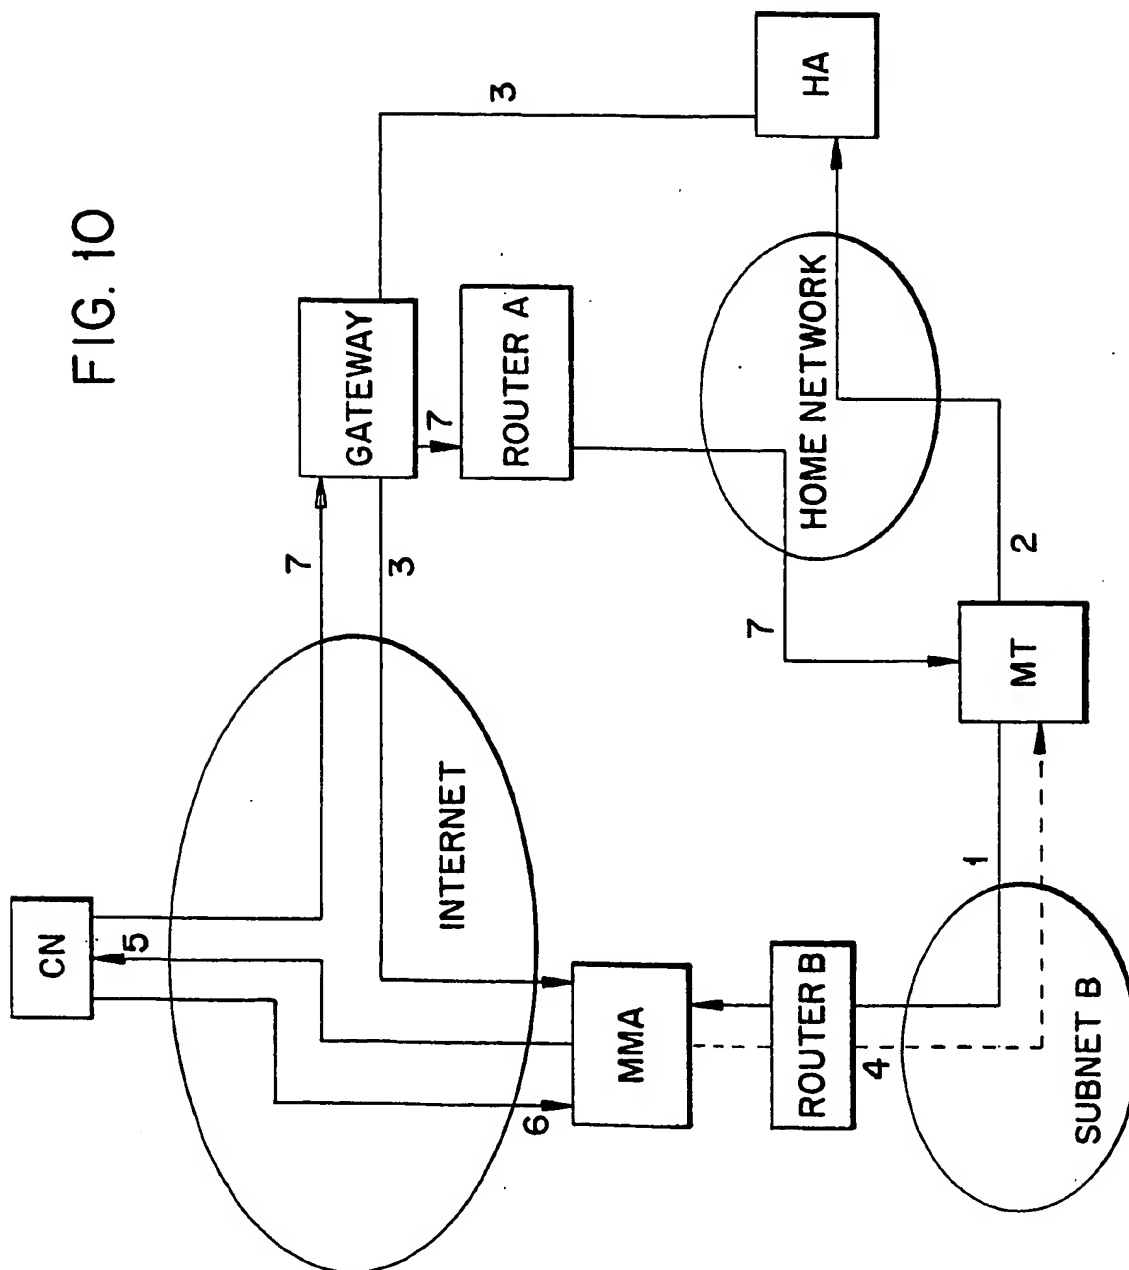 FIG. 10
CN
5
7
GATEWAY
3
7
INTERNET
3
ROUTER A
6
MMA
7
ROUTER B
HOME NETWORK
HA
4
1
MT
2
SUBNET B